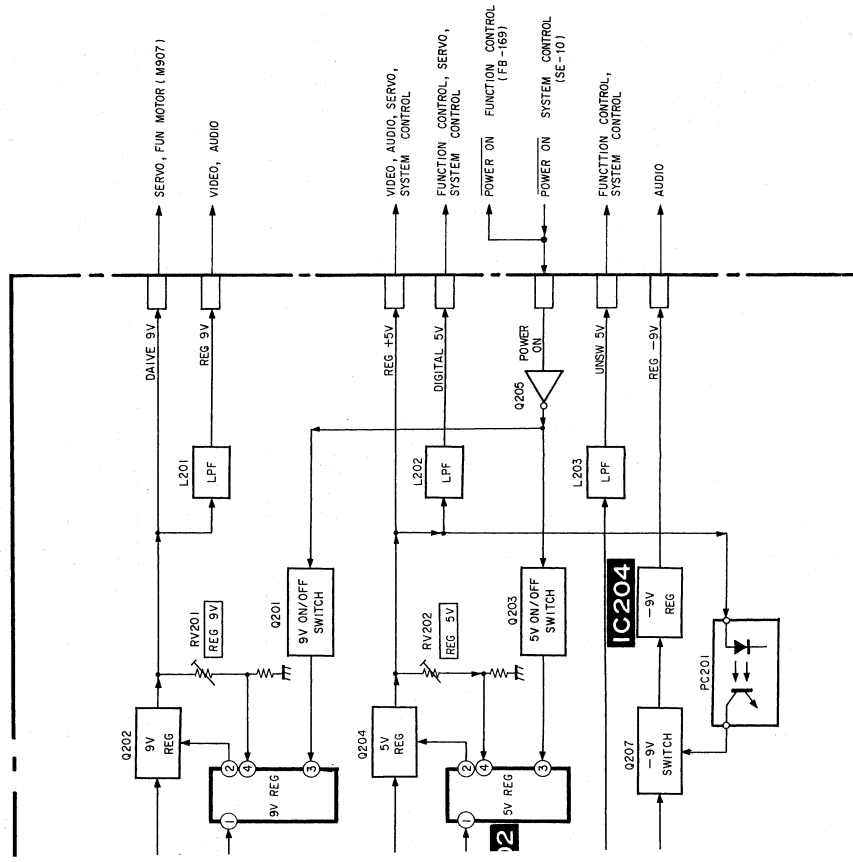 SERVO, FUN MOTOR (M907)
DAIVE 9V
VIDEO, AUDIO
REG 9V
L201
LPF
RV201
REG 9V
Q201
9V ON/OFF
SWITCH
Q202
9V
REG
2
4
3
1
9V REG
VIDEO, AUDIO, SERVO,
SYSTEM CONTROL
REG +5V
FUNCTION CONTROL, SERVO,
SYSTEM CONTROL
DIGITAL 5V
L202
LPF
POWER ON FUNCTION CONTROL
(FB-169)
POWER ON SYSTEM CONTROL
(SE-10)
POWER
ON
Q205
RV202
REG 5V
Q203
5V ON/OFF
SWITCH
Q204
5V
REG
2
4
3
1
5V REG
02
FUNCTTION CONTROL,
SYSTEM CONTROL
UNSW 5V
L203
LPF
AUDIO
REG -9V
IC204
-9V
REG
Q207
-9V
SWITCH
PC201